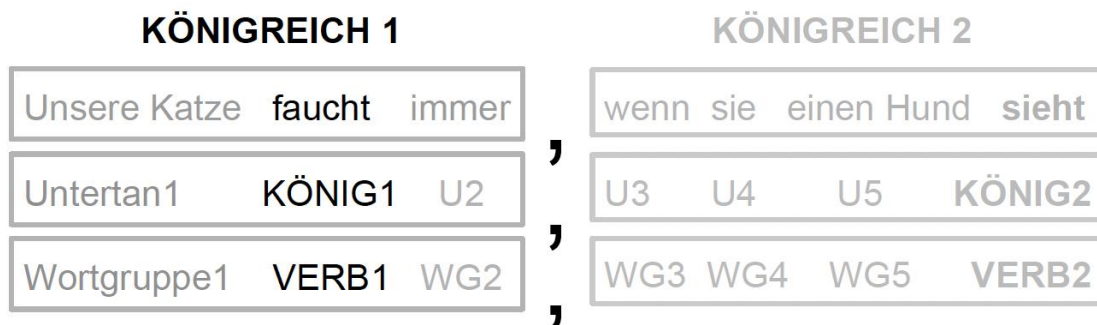 KÖNIGREICH 1 KÖNIGREICH 2
Unsere Katze faucht immer , wenn sie einen Hund sieht
Untertan1 KÖNIG1 U2 , U3 U4 U5 KÖNIG2
Wortgruppe1 VERB1 WG2 , WG3 WG4 WG5 VERB2